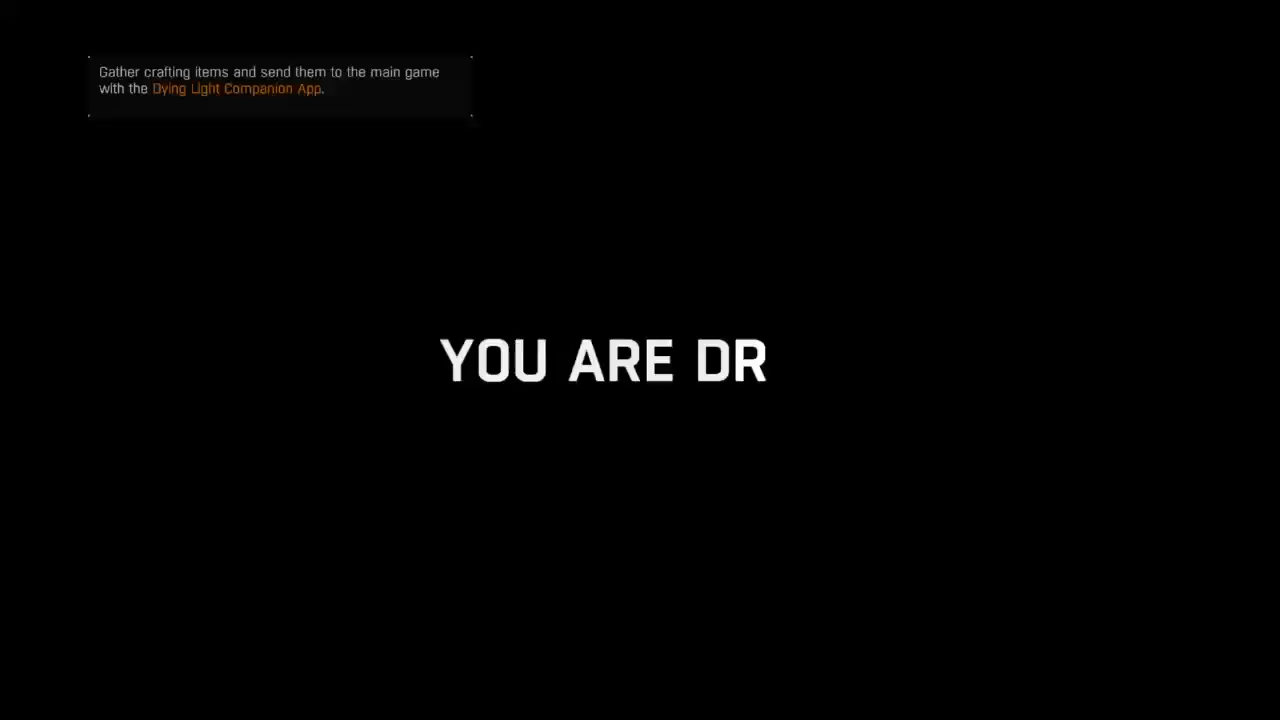 Gather crafting items and send them to the main game
with the Dying Light Companion App.
YOU ARE DR